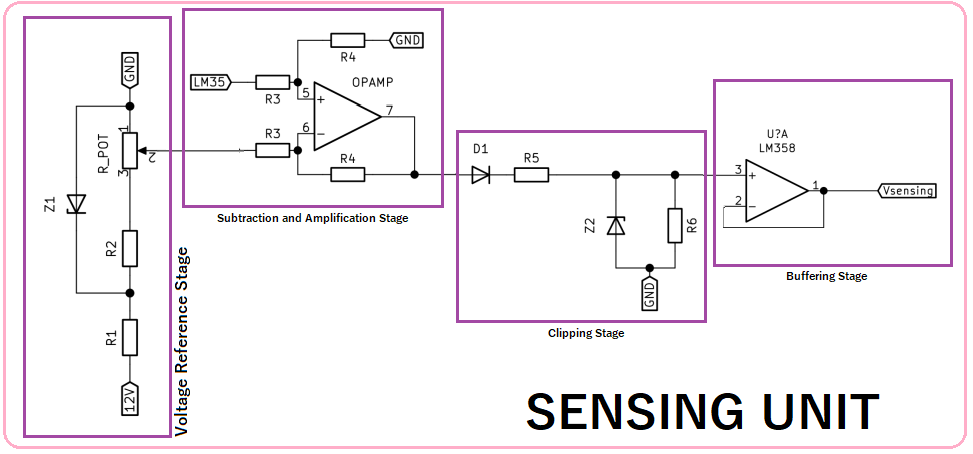 GND
1
R_POT
2
3
Z1
R2
R1
12V
Voltage Reference Stage
GND
R4
LM35
R3
OPAMP
5
+
7
6
−
R3
R4
Subtraction and Amplification Stage
D1
R5
Z2
R6
GND
Clipping Stage
U?A
LM358
3
+
1
2
−
Vsensing
Buffering Stage
SENSING UNIT